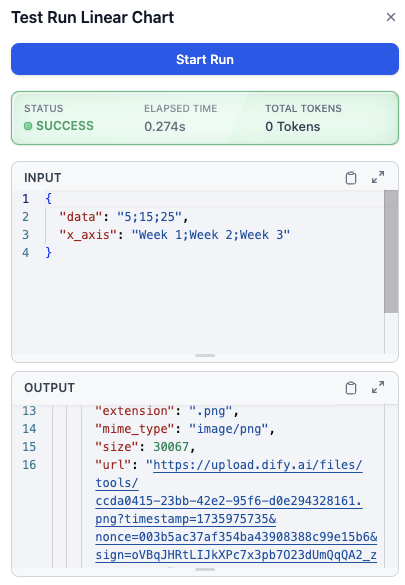 Test Run Linear Chart
Start Run
STATUS ELAPSED TIME TOTAL TOKENS
SUCCESS 0.274s 0 Tokens
INPUT
1 {
2 "data": "5;15;25",
3 "x_axis": "Week 1;Week 2;Week 3"
4 }
OUTPUT
13 "extension": ".png",
14 "mime_type": "image/png",
15 "size": 30067,
16 "url": "https://upload.dify.ai/files/
tools/
ccda0415-23bb-42e2-95f6-d0e294328161.
png?timestamp=1735975735&
nonce=003b5ac37af354ba43908388c99e15b6&
sign=oVBqJHRtLIJkXPc7x3pb7O23dUmQqQA2_z